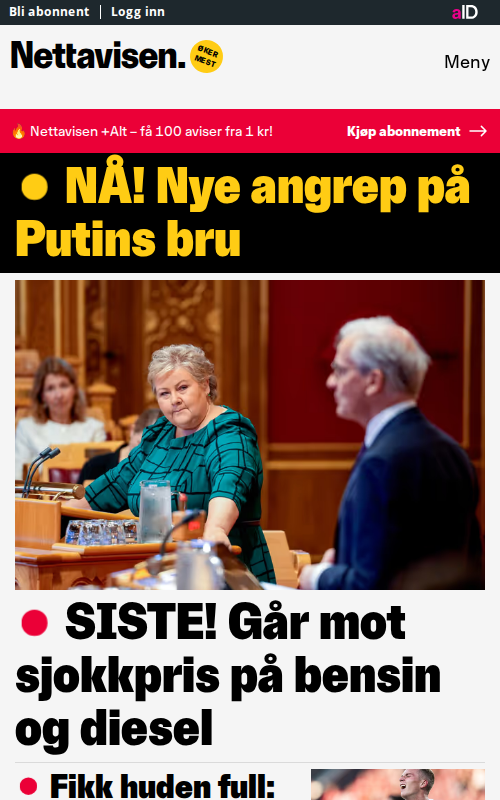 Bli abonnent | Logg inn
aID
Nettavisen.
ØKER
MEST
Meny
🔥 Nettavisen +Alt – få 100 aviser fra 1 kr!
Kjøp abonnement →
NÅ! Nye angrep på
Putins bru
SISTE! Går mot
sjokkpris på bensin
og diesel
Fikk huden full: